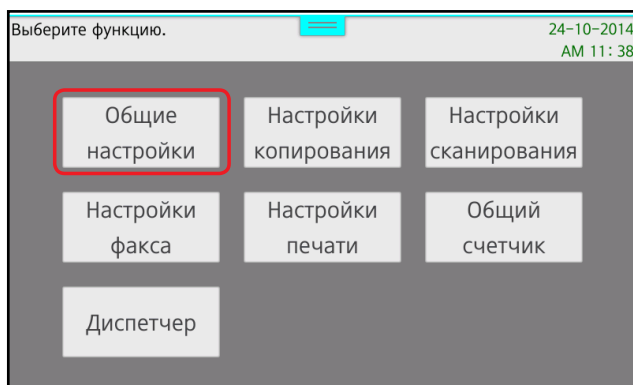 Выберите функцию.
24-10-2014
AM 11: 38
Общие
настройки
Настройки
копирования
Настройки
сканирования
Настройки
факса
Настройки
печати
Общий
счетчик
Диспетчер